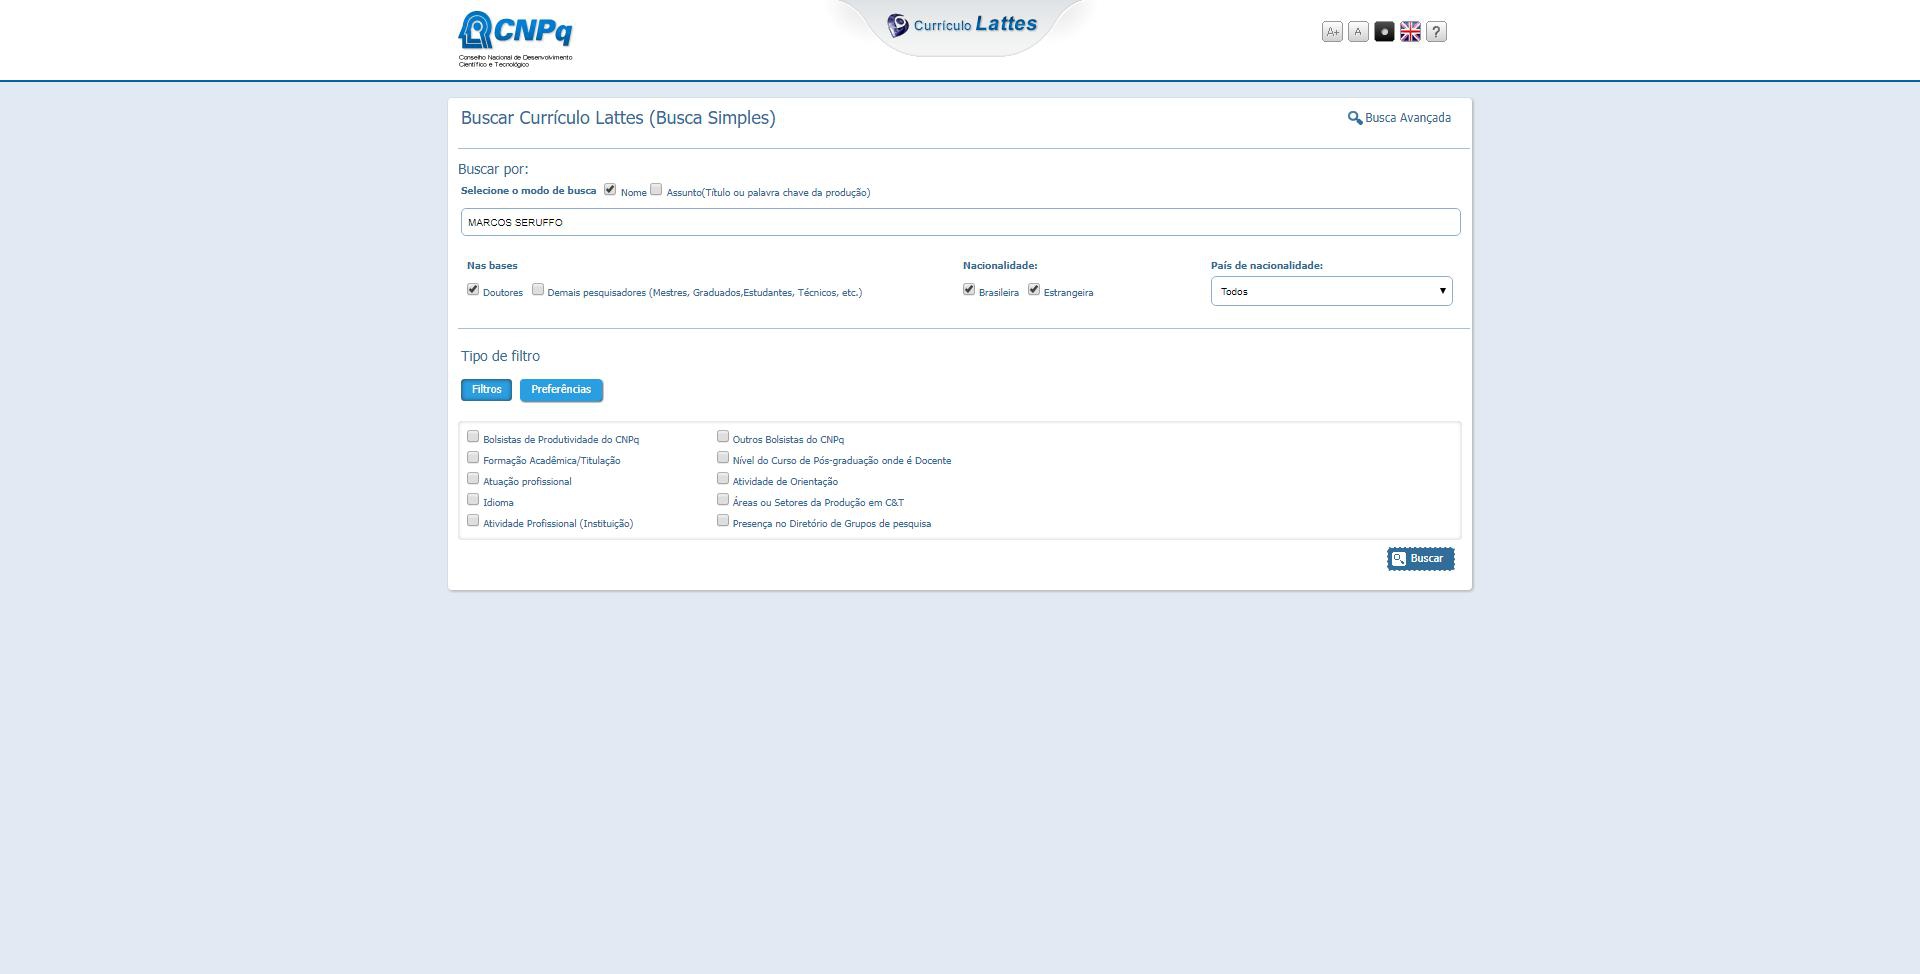 CNPq
Conselho Nacional de Desenvolvimento
Científico e Tecnológico
Currículo Lattes
A+ A ?
Buscar Currículo Lattes (Busca Simples)
Busca Avançada
Buscar por:
Selecione o modo de busca Nome Assunto(Título ou palavra chave da produção)
MARCOS SERUFFO
Nas bases Nacionalidade: País de nacionalidade:
Doutores Demais pesquisadores (Mestres, Graduados,Estudantes, Técnicos, etc.) Brasileira Estrangeira Todos
Tipo de filtro
Filtros Preferências
Bolsistas de Produtividade do CNPq Outros Bolsistas do CNPq
Formação Acadêmica/Titulação Nível do Curso de Pós-graduação onde é Docente
Atuação profissional Atividade de Orientação
Idioma Áreas ou Setores da Produção em C&T
Atividade Profissional (Instituição) Presença no Diretório de Grupos de pesquisa
Buscar